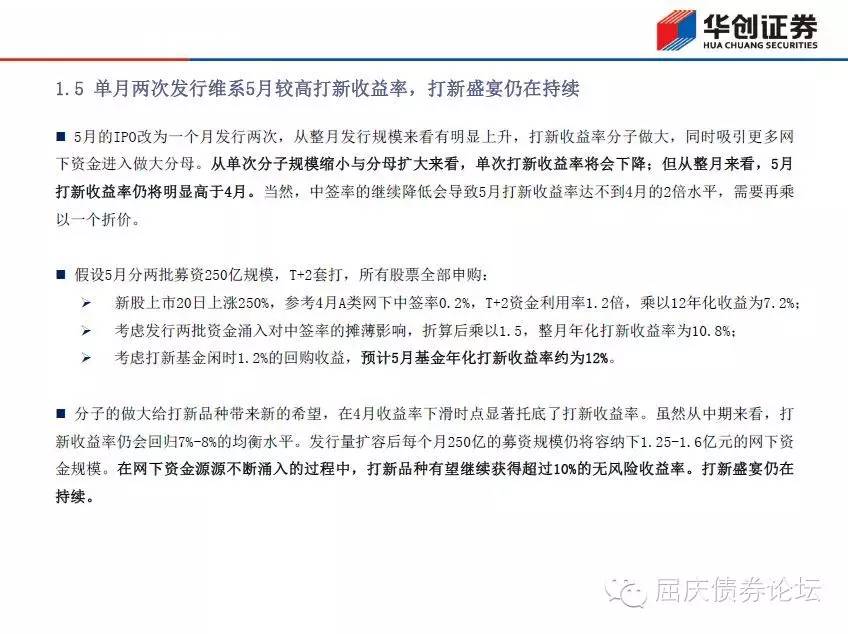 华创证券
HUA CHUANG SECURITIES
1.5 单月两次发行维系5月较高打新收益率，打新盛宴仍在持续
■ 5月的IPO改为一个月发行两次，从整月发行规模来看有明显上升，打新收益率分子做大，同时吸引更多网
下资金进入做大分母。从单次分子规模缩小与分母扩大来看，单次打新收益率将会下降；但从整月来看，5月
打新收益率仍将明显高于4月。当然，中签率的继续降低会导致5月打新收益率达不到4月的2倍水平，需要再乘
以一个折价。
■ 假设5月分两批募资250亿规模，T+2套打，所有股票全部申购：
➢ 新股上市20日上涨250%，参考4月A类网下中签率0.2%，T+2资金利用率1.2倍，乘以12年化收益为7.2%；
➢ 考虑发行两批资金涌入对中签率的摊薄影响，折算后乘以1.5，整月年化打新收益率为10.8%；
➢ 考虑打新基金闲时1.2%的回购收益，预计5月基金年化打新收益率约为12%。
■ 分子的做大给打新品种带来新的希望，在4月收益率下滑时点显著托底了打新收益率。虽然从中期来看，打
新收益率仍会回归7%-8%的均衡水平。发行量扩容后每个月250亿的募资规模仍将容纳下1.25-1.6亿元的网下资
金规模。在网下资金源源不断涌入的过程中，打新品种有望继续获得超过10%的无风险收益率。打新盛宴仍在
持续。
屈庆债券论坛